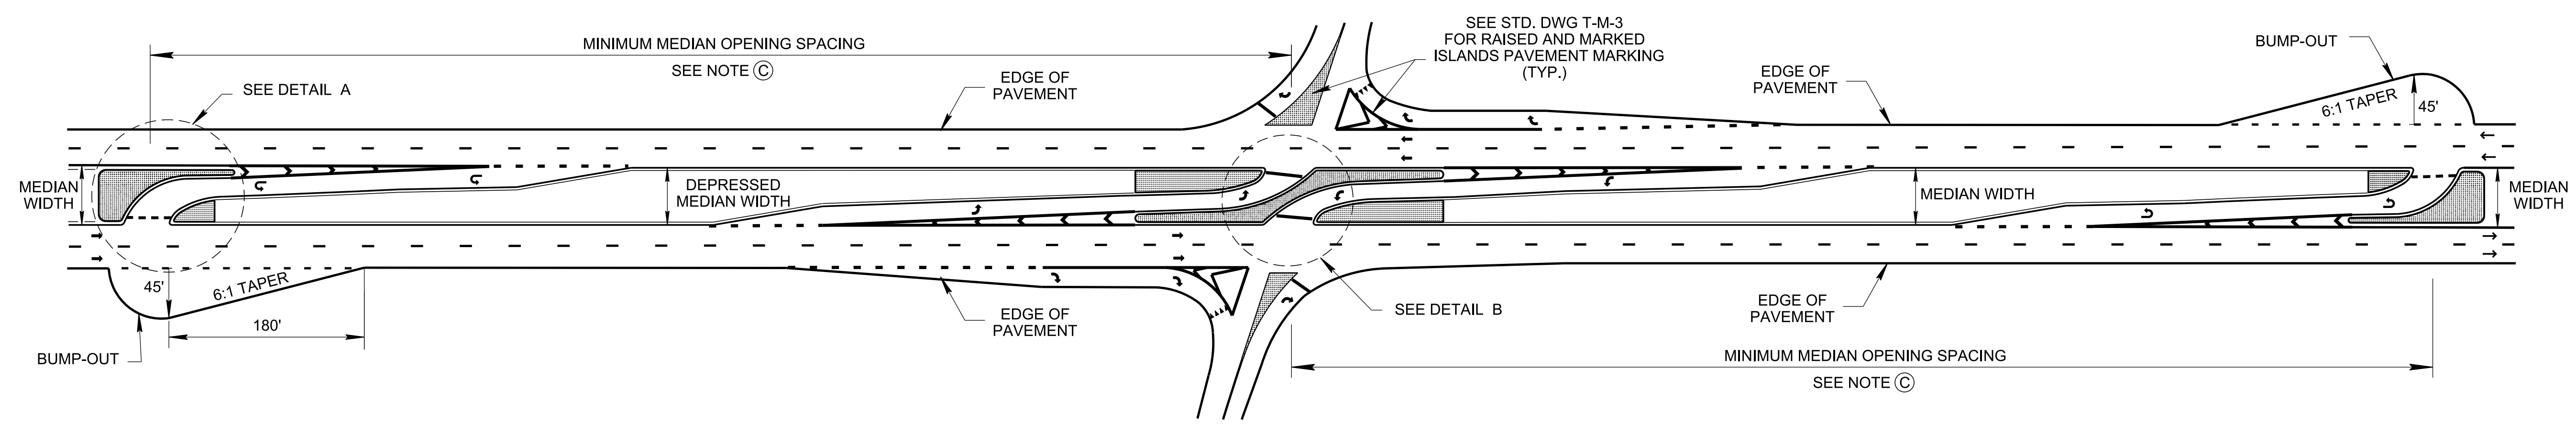 SEE STD. DWG T-M-3
FOR RAISED AND MARKED
ISLANDS PAVEMENT MARKING
(TYP.)
MINIMUM MEDIAN OPENING SPACING
SEE NOTE Ⓒ
BUMP-OUT
EDGE OF
PAVEMENT
EDGE OF
PAVEMENT
SEE DETAIL A
6:1 TAPER
45'
MEDIAN
WIDTH
DEPRESSED
MEDIAN WIDTH
MEDIAN WIDTH
MEDIAN
WIDTH
45'
6:1 TAPER
180'
BUMP-OUT
EDGE OF
PAVEMENT
SEE DETAIL B
EDGE OF
PAVEMENT
MINIMUM MEDIAN OPENING SPACING
SEE NOTE Ⓒ